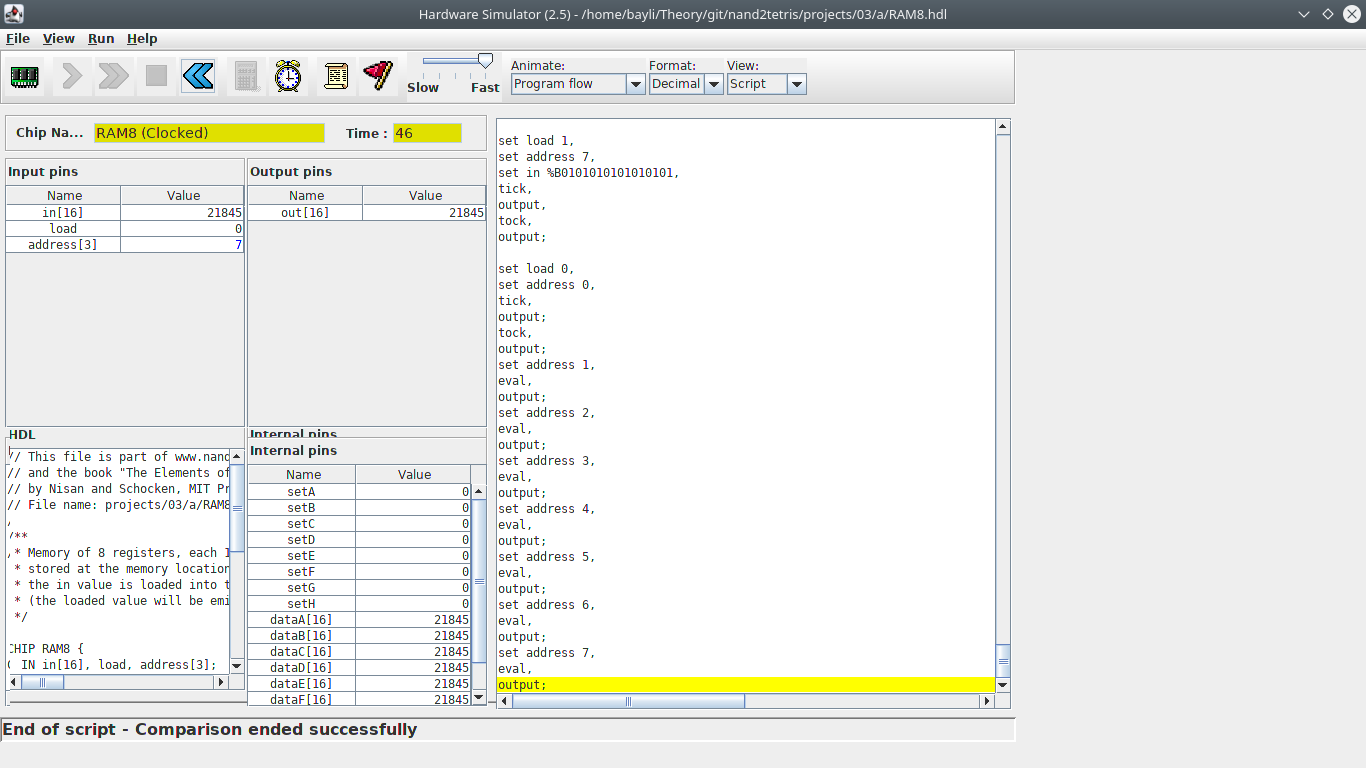 Hardware Simulator (2.5) - /home/bayli/Theory/git/nand2tetris/projects/03/a/RAM8.hdl
File View Run Help
Slow Fast
Animate: Format: View:
Program flow Decimal Script
Chip Na... RAM8 (Clocked) Time : 46
Input pins
Name Value
in[16] 21845
load 0
address[3] 7
Output pins
Name Value
out[16] 21845
HDL
// This file is part of www.nand
// and the book "The Elements of
// by Nisan and Schocken, MIT Pr
// File name: projects/03/a/RAM8
/**
* Memory of 8 registers, each 1
* stored at the memory location
* the in value is loaded into t
* (the loaded value will be emi
*/
CHIP RAM8 {
IN in[16], load, address[3];
Internal pins
Internal pins
Name Value
setA 0
setB 0
setC 0
setD 0
setE 0
setF 0
setG 0
setH 0
dataA[16] 21845
dataB[16] 21845
dataC[16] 21845
dataD[16] 21845
dataE[16] 21845
dataF[16] 21845
set load 1,
set address 7,
set in %B0101010101010101,
tick,
output,
tock,
output;
set load 0,
set address 0,
tick,
output;
tock,
output;
set address 1,
eval,
output;
set address 2,
eval,
output;
set address 3,
eval,
output;
set address 4,
eval,
output;
set address 5,
eval,
output;
set address 6,
eval,
output;
set address 7,
eval,
output;
End of script - Comparison ended successfully